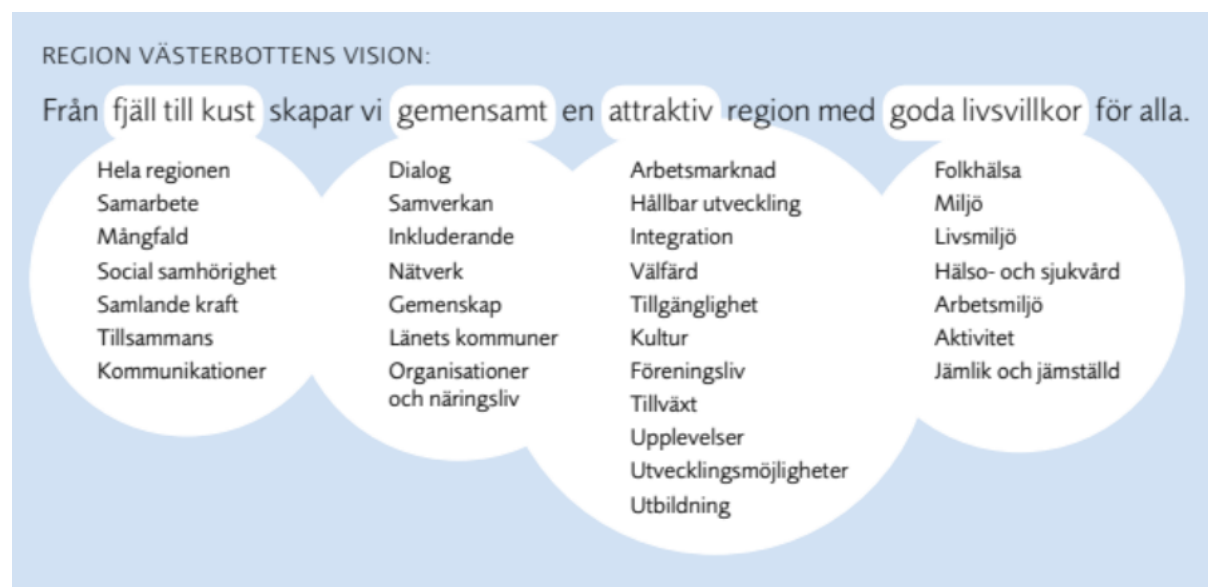 REGION VÄSTERBOTTENS VISION:
Från fjäll till kust skapar vi gemensamt en attraktiv region med goda livsvillkor för alla.
Hela regionen
Samarbete
Mångfald
Social samhörighet
Samlande kraft
Tillsammans
Kommunikationer
Dialog
Samverkan
Inkluderande
Nätverk
Gemenskap
Länets kommuner
Organisationer
och näringsliv
Arbetsmarknad
Hållbar utveckling
Integration
Välfärd
Tillgänglighet
Kultur
Föreningsliv
Tillväxt
Upplevelser
Utvecklingsmöjligheter
Utbildning
Folkhälsa
Miljö
Livsmiljö
Hälso- och sjukvård
Arbetsmiljö
Aktivitet
Jämlik och jämställd